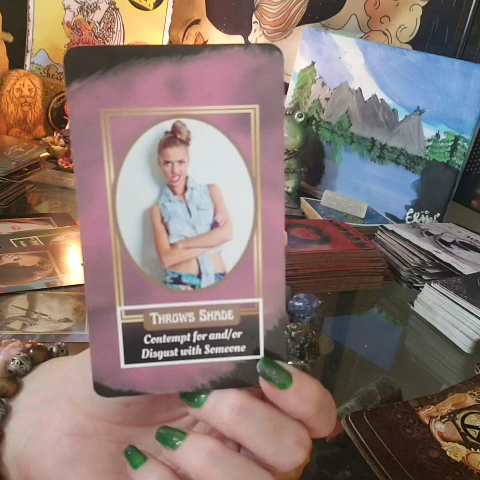 THROWS SHADE
Contempt for and/or
Disgust with Someone